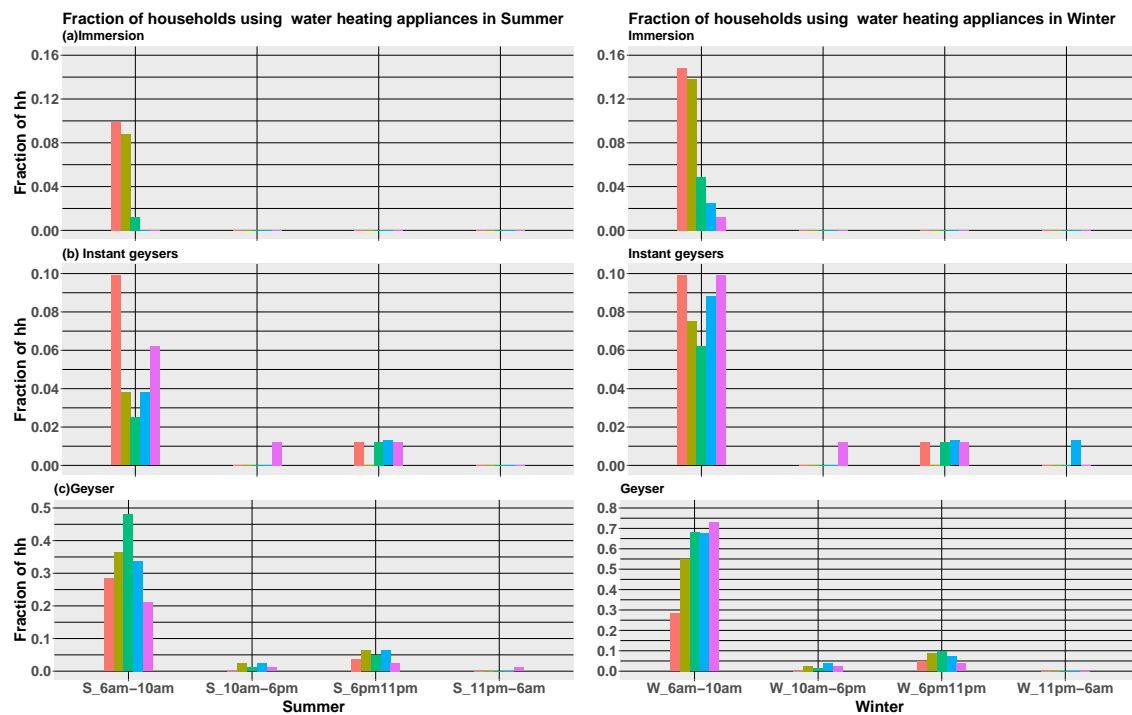 Fraction of households using  water heating appliances in Summer
(a)Immersion
0.16
0.12
0.08
0.04
0.00
Fraction of hh
(b) Instant geysers
0.10
0.08
0.06
0.04
0.02
0.00
Fraction of hh
(c)Geyser
0.5
0.4
0.3
0.2
0.1
0.0
Fraction of hh
S_6am−10am S_10am−6pm S_6pm11pm S_11pm−6am
Summer
Fraction of households using  water heating appliances in Winter
Immersion
0.16
0.12
0.08
0.04
0.00
Instant geysers
0.10
0.08
0.06
0.04
0.02
0.00
Geyser
0.8
0.7
0.6
0.5
0.4
0.3
0.2
0.1
0.0
W_6am−10am W_10am−6pm W_6pm11pm W_11pm−6am
Winter